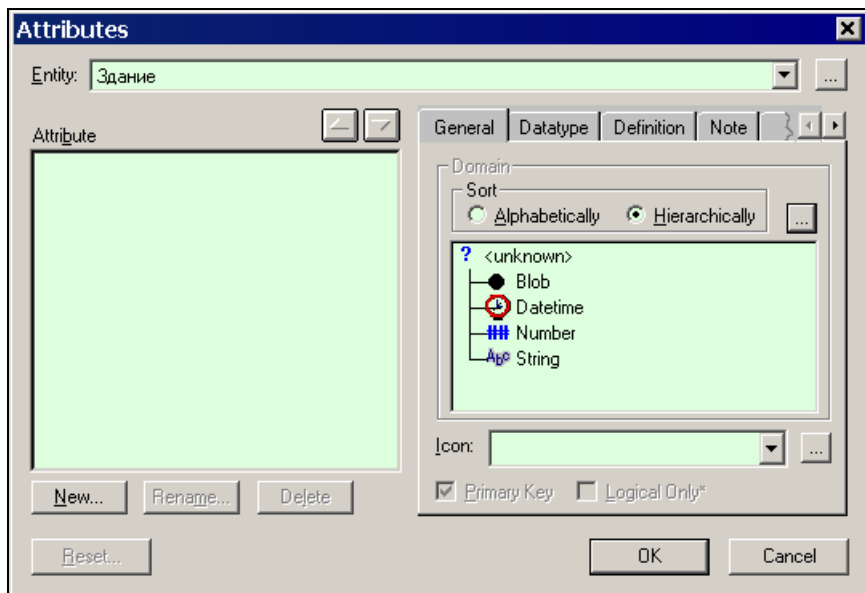 Attributes
Entity: Здание ...
Attribute
General Datatype Definition Note
Domain
Sort
Alphabetically Hierarchically ...
? <unknown>
Blob
Datetime
## Number
Abc String
Icon: ...
New... Rename... Delete
Primary Key Logical Only*
Reset... OK Cancel